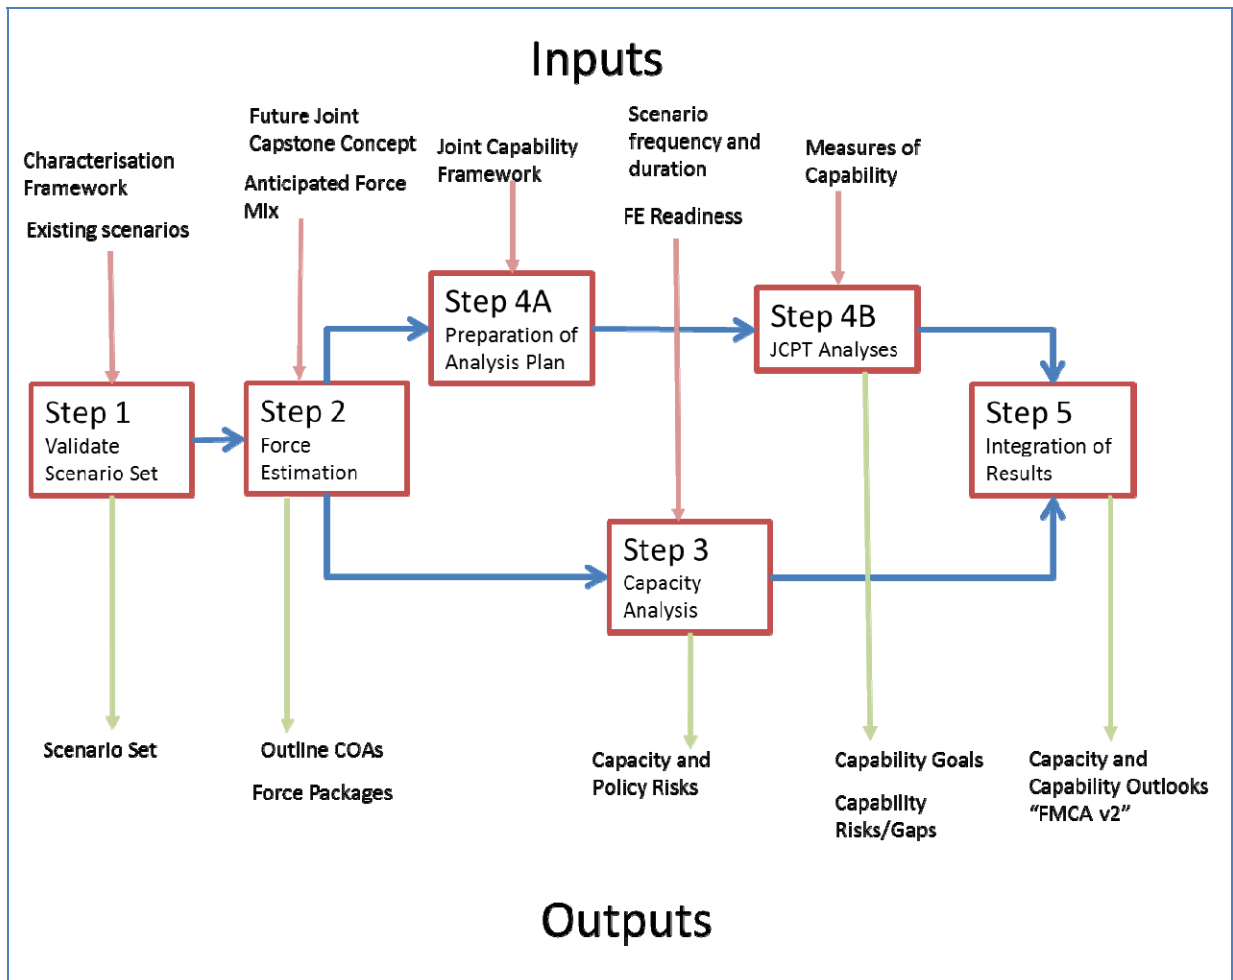 Inputs
Characterisation
Framework
Existing scenarios
Future Joint
Capstone Concept
Anticipated Force
Mix
Joint Capability
Framework
Scenario
frequency and
duration
FE Readiness
Measures of
Capability
Step 1
Validate
Scenario Set
Step 2
Force
Estimation
Step 4A
Preparation of
Analysis Plan
Step 3
Capacity
Analysis
Step 4B
JCPT Analyses
Step 5
Integration of
Results
Scenario Set
Outline COAs
Force Packages
Capacity and
Policy Risks
Capability Goals
Capability
Risks/Gaps
Capacity and
Capability Outlooks
“FMCA v2”
Outputs